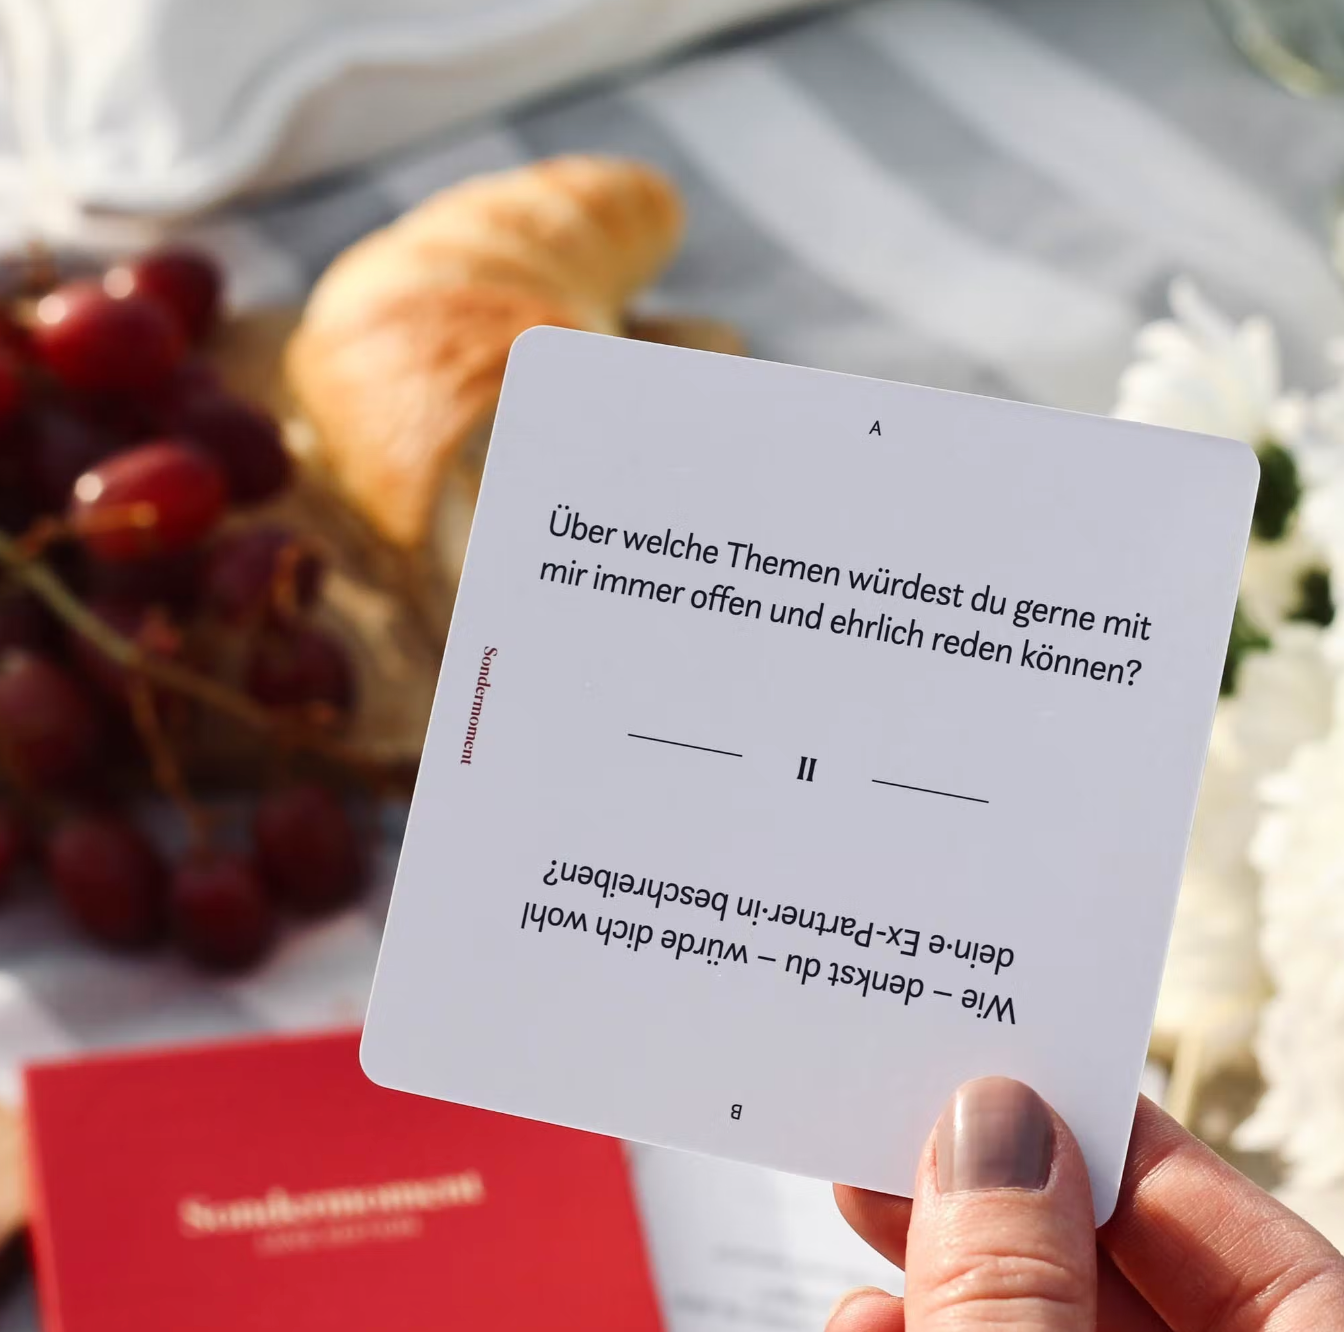 A
Über welche Themen würdest du gerne mit
mir immer offen und ehrlich reden können?
Sondermoment
II
Wie – denkst du – würde dich wohl
dein·e Ex-Partner·in beschreiben?
B
Sondermoment